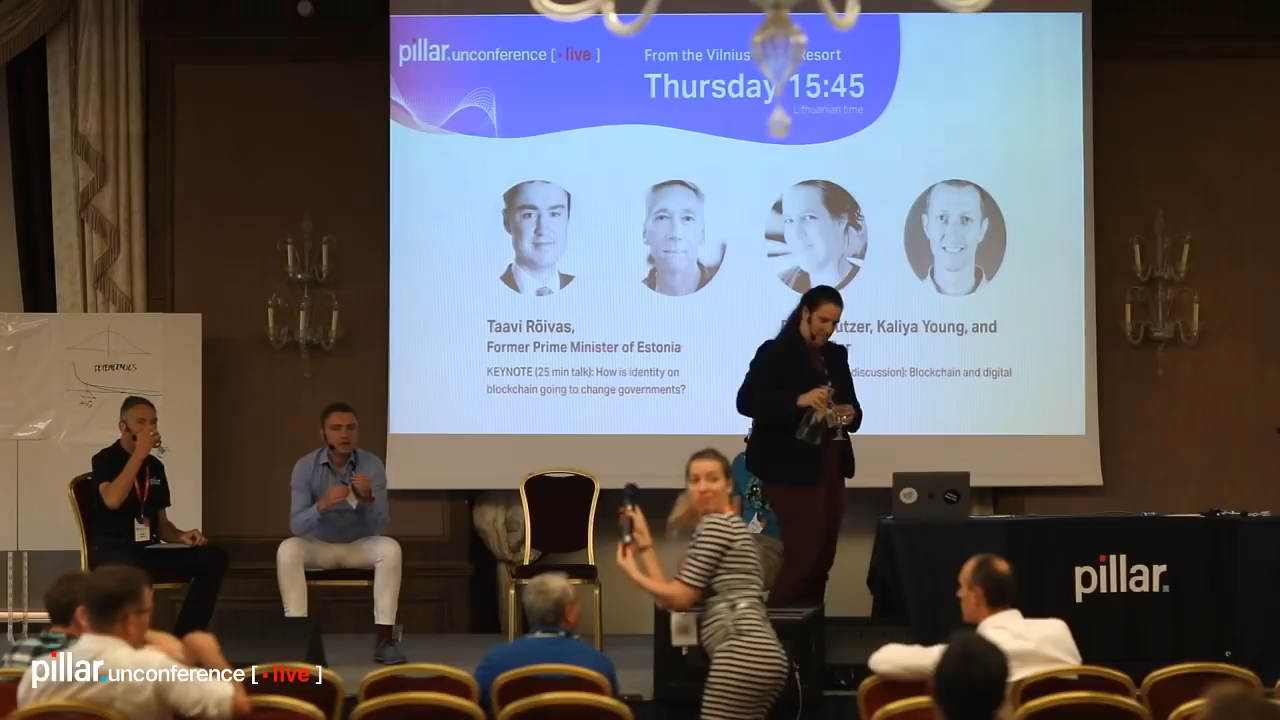 pillar.unconference [ • live ]
From the Vilnius
esort
Thursday 15:45
Lithuanian time
Taavi Rõivas,
Former Prime Minister of Estonia
KEYNOTE (25 min talk): How is identity on
blockchain going to change governments?
utzer, Kaliya Young, and
discussion): Blockchain and digital
DEPENDENCIES
pillar.
pillar.unconference [ • live ]